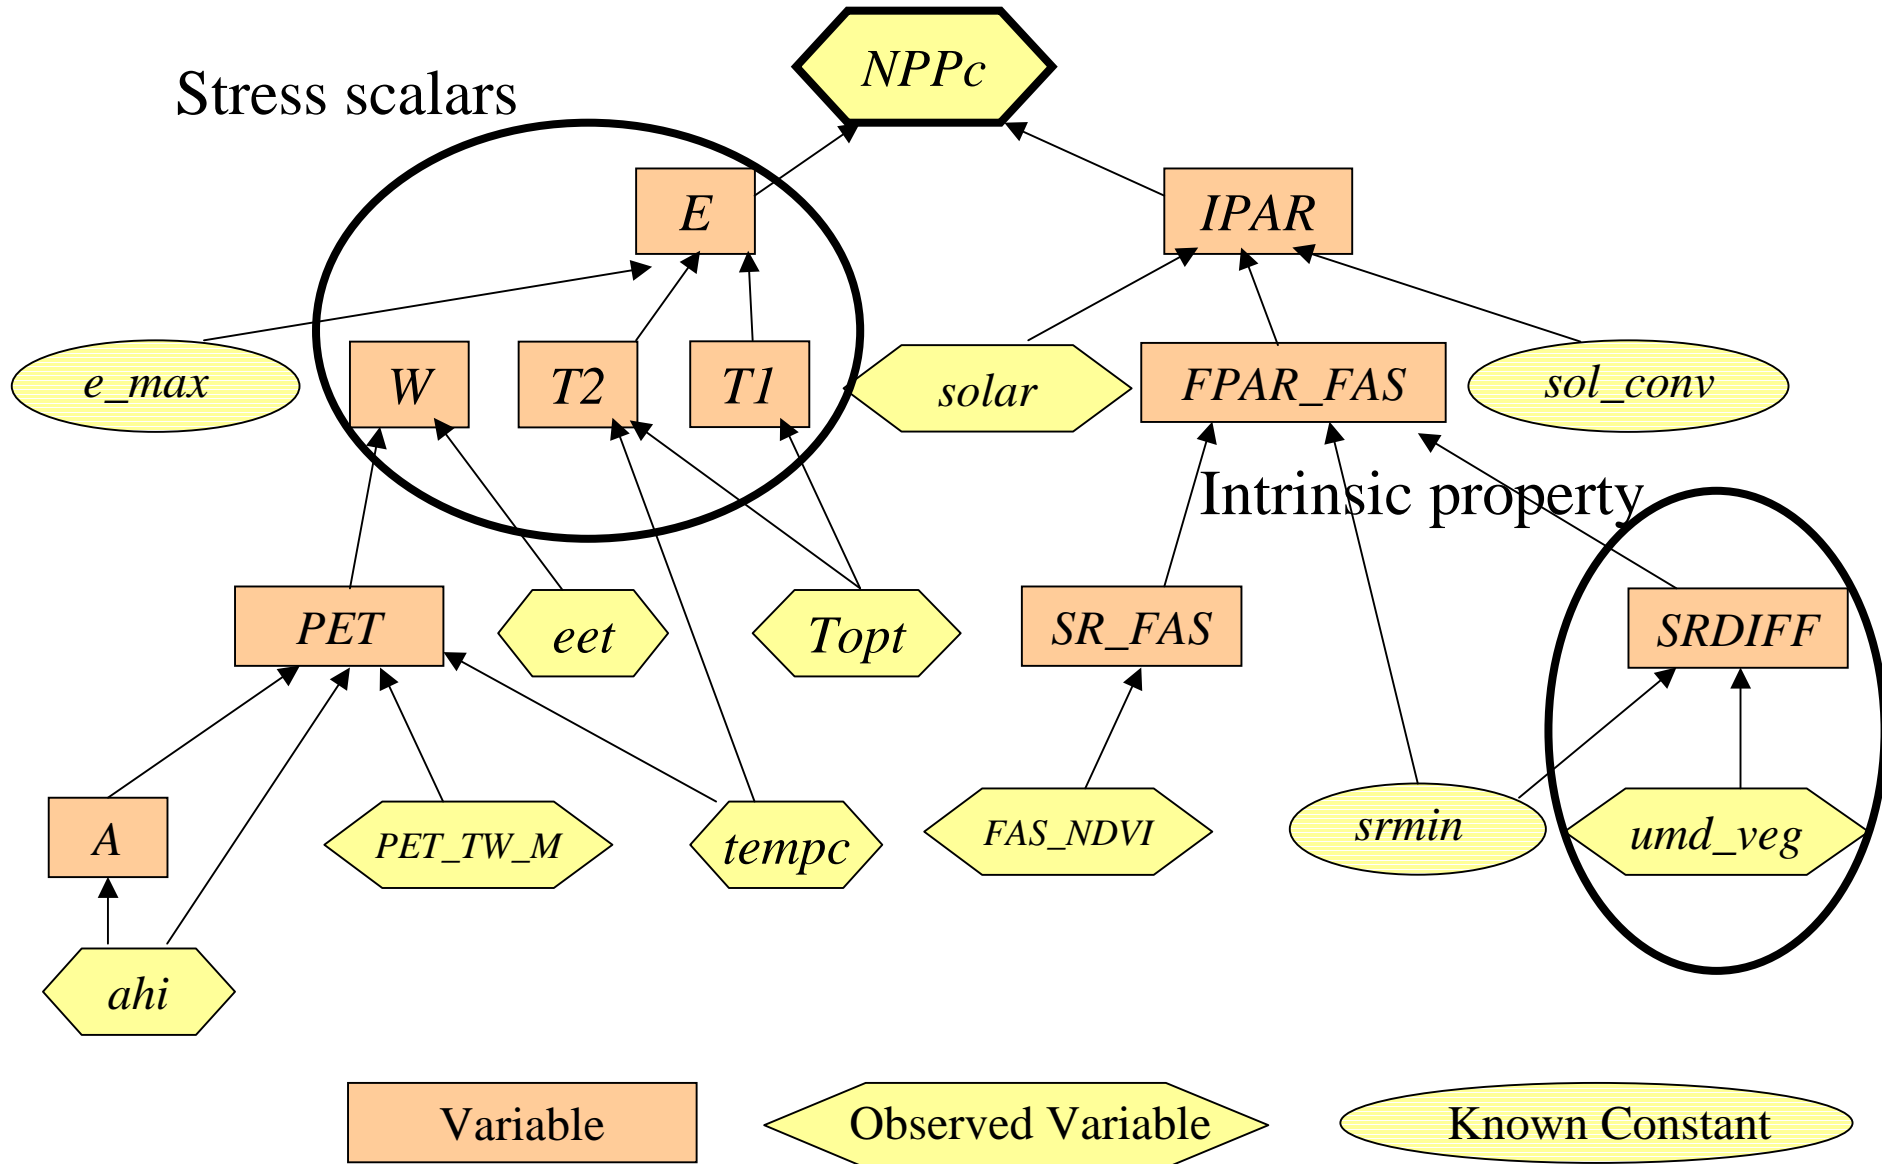 NPPc
Stress scalars
E
IPAR
e_max
W
T2
T1
solar
FPAR_FAS
sol_conv
Intrinsic property
PET
eet
Topt
SR_FAS
SRDIFF
A
PET_TW_M
tempc
FAS_NDVI
srmin
umd_veg
ahi
Variable
Observed Variable
Known Constant